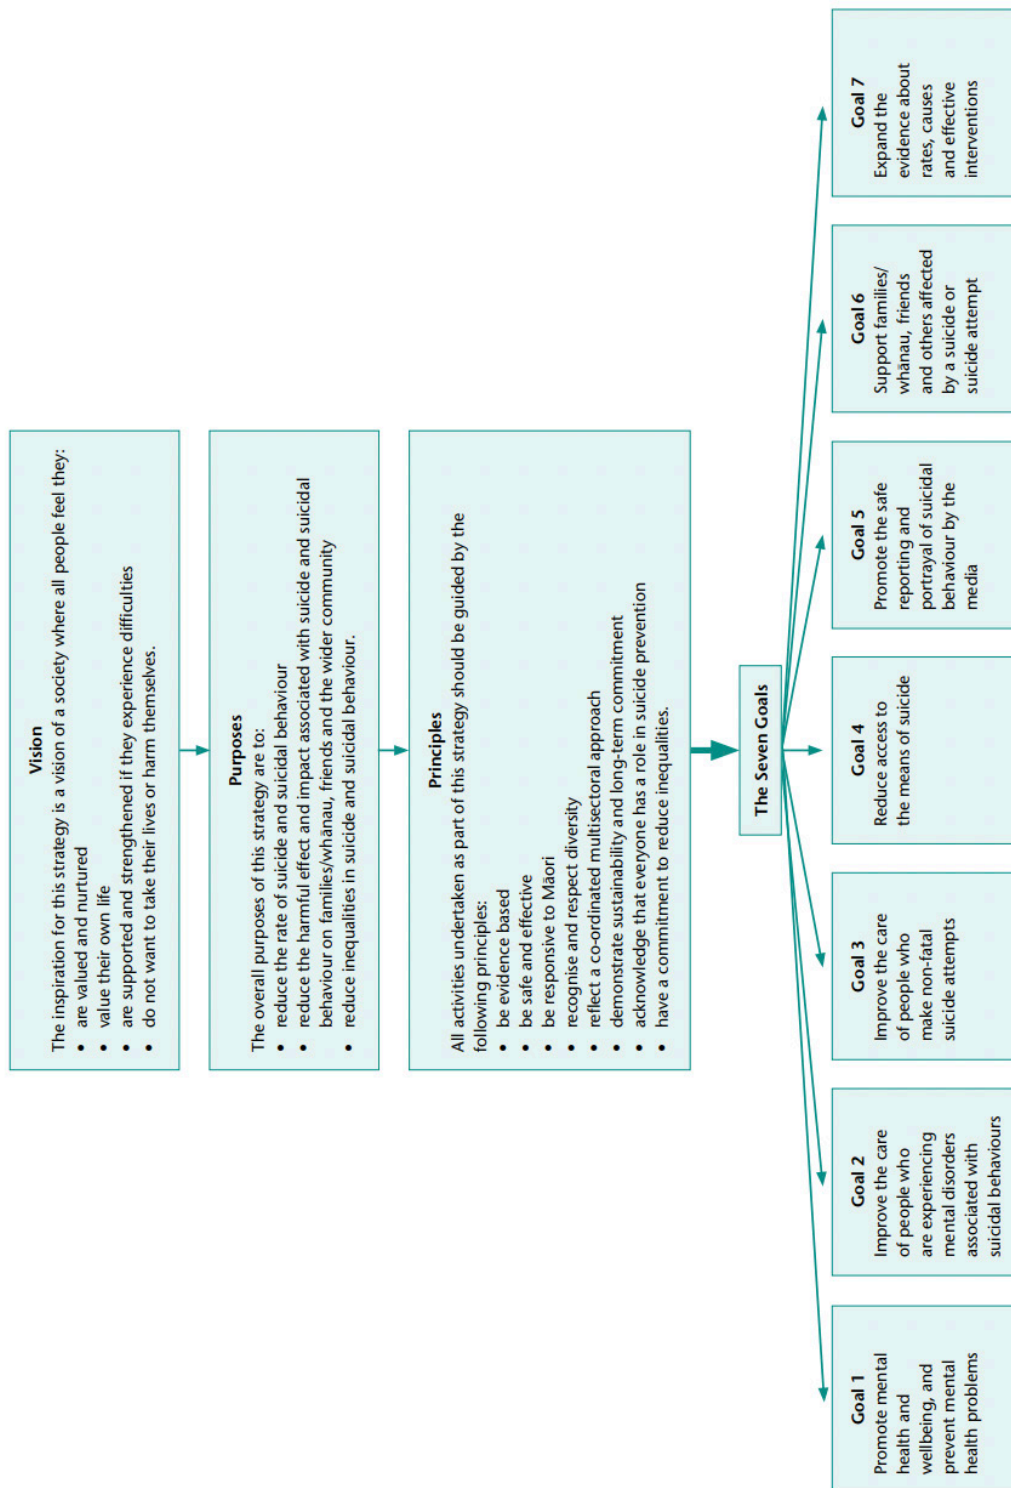 Vision
The inspiration for this strategy is a vision of a society where all people feel they:
• are valued and nurtured
• value their own life
• are supported and strengthened if they experience difficulties
• do not want to take their lives or harm themselves.
Purposes
The overall purposes of this strategy are to:
• reduce the rate of suicide and suicidal behaviour
• reduce the harmful effect and impact associated with suicide and suicidal
behaviour on families/whānau, friends and the wider community
• reduce inequalities in suicide and suicidal behaviour.
Principles
All activities undertaken as part of this strategy should be guided by the
following principles:
• be evidence based
• be safe and effective
• be responsive to Māori
• recognise and respect diversity
• reflect a co-ordinated multisectoral approach
• demonstrate sustainability and long-term commitment
• acknowledge that everyone has a role in suicide prevention
• have a commitment to reduce inequalities.
The Seven Goals
Goal 1
Promote mental
health and
wellbeing, and
prevent mental
health problems
Goal 2
Improve the care
of people who
are experiencing
mental disorders
associated with
suicidal behaviours
Goal 3
Improve the care
of people who
make non-fatal
suicide attempts
Goal 4
Reduce access to
the means of suicide
Goal 5
Promote the safe
reporting and
portrayal of suicidal
behaviour by the
media
Goal 6
Support families/
whānau, friends
and others affected
by a suicide or
suicide attempt
Goal 7
Expand the
evidence about
rates, causes
and effective
interventions